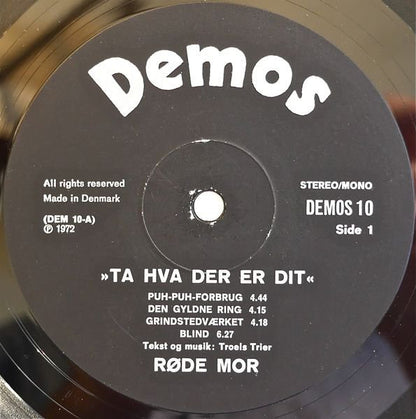 Demos
All rights reserved
Made in Denmark
(DEM 10-A)
℗ 1972
STEREO/MONO
DEMOS 10
Side 1
»TA HVA DER ER DIT«
PUH-PUH-FORBRUG 4.44
DEN GYLDNE RING 4.15
GRINDSTEDVÆRKET 4.18
BLIND 6.27
Tekst og musik: Troels Trier
RØDE MOR